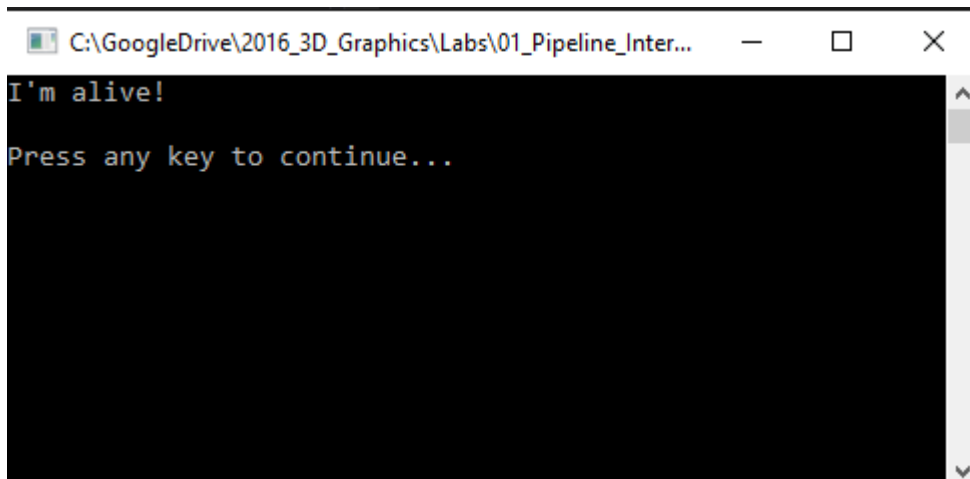 C:\GoogleDrive\2016_3D_Graphics\Labs\01_Pipeline_Inter...
I'm alive!
Press any key to continue...